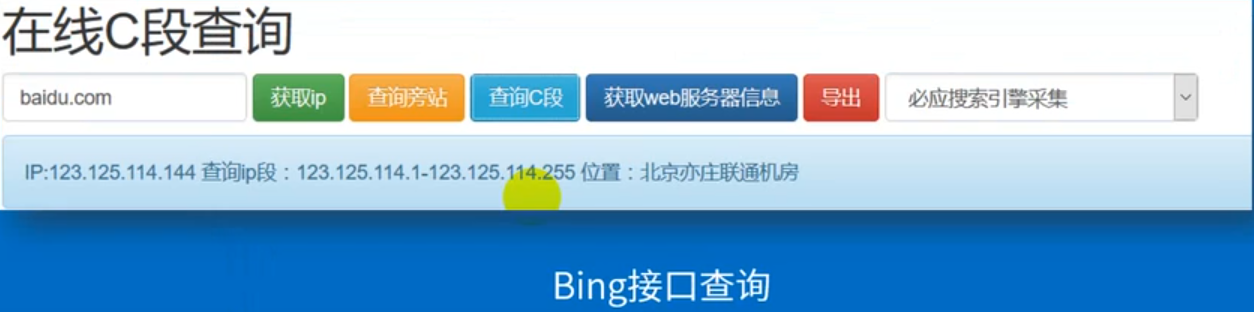 在线C段查询
baidu.com 获取ip 查询旁站 查询C段 获取web服务器信息 导出 必应搜索引擎采集
IP:123.125.114.144 查询ip段：123.125.114.1-123.125.114.255 位置：北京亦庄联通机房
Bing接口查询